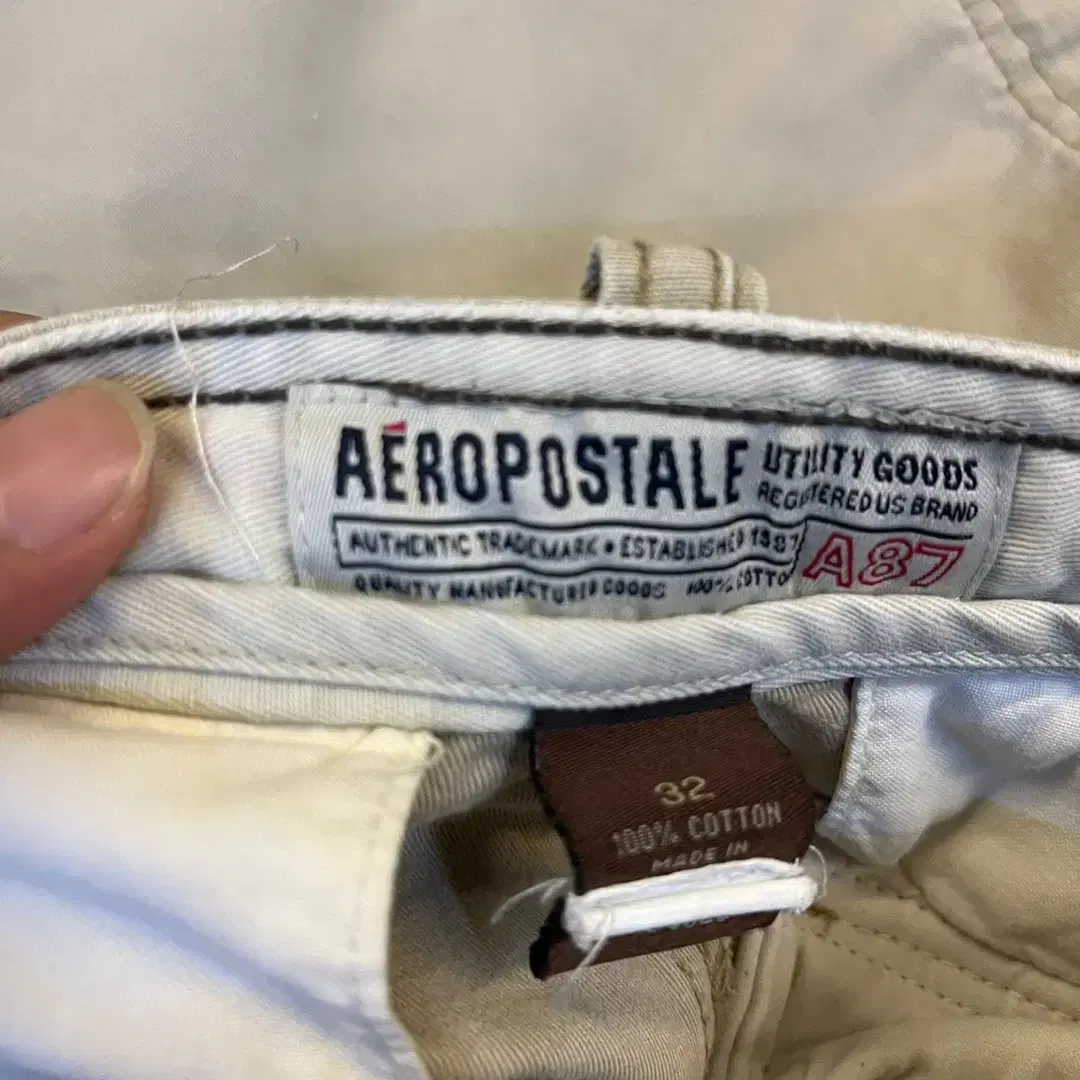 AÉROPOSTALE UTILITY GOODS
REGISTERED US BRAND
AUTHENTIC TRADEMARK • ESTABLISHED 1987
A87
QUALITY MANUFACTURED GOODS 100% COTTON
32
100% COTTON
MADE IN